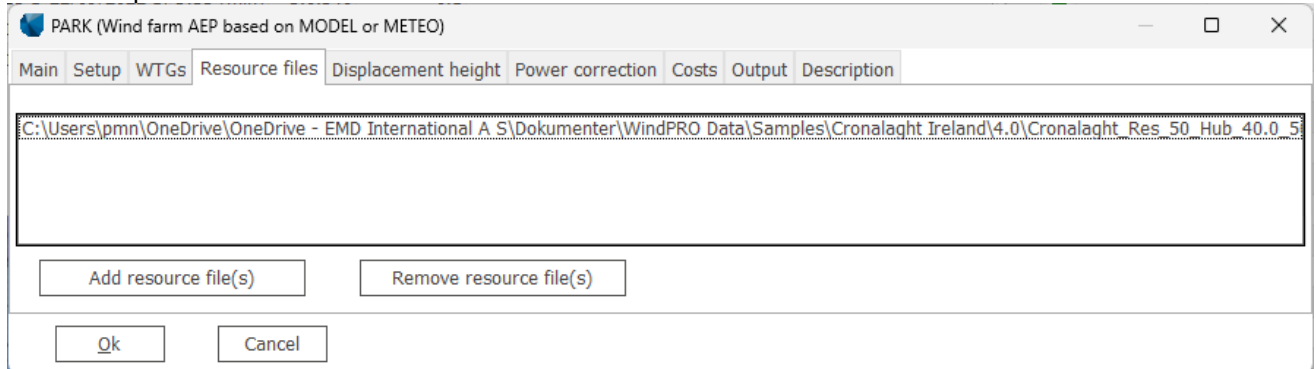 PARK (Wind farm AEP based on MODEL or METEO)
Main Setup WTGs Resource files Displacement height Power correction Costs Output Description
C:\Users\pmn\OneDrive\OneDrive - EMD International A S\Dokumenter\WindPRO Data\Samples\Cronalaght Ireland\4.0\Cronalaght_Res_50_Hub_40.0_5
Add resource file(s) Remove resource file(s)
Ok Cancel